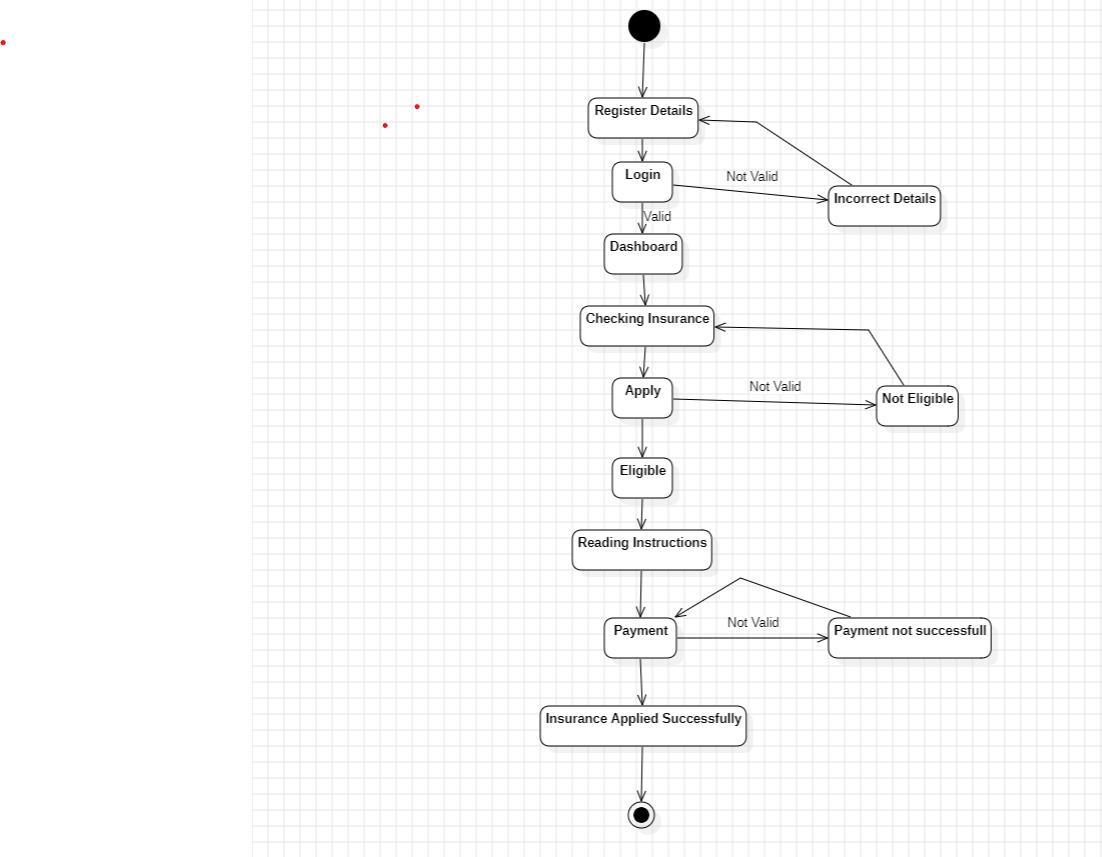 Register Details
Login
Not Valid
Incorrect Details
Valid
Dashboard
Checking Insurance
Apply
Not Valid
Not Eligible
Eligible
Reading Instructions
Payment
Not Valid
Payment not successfull
Insurance Applied Successfully